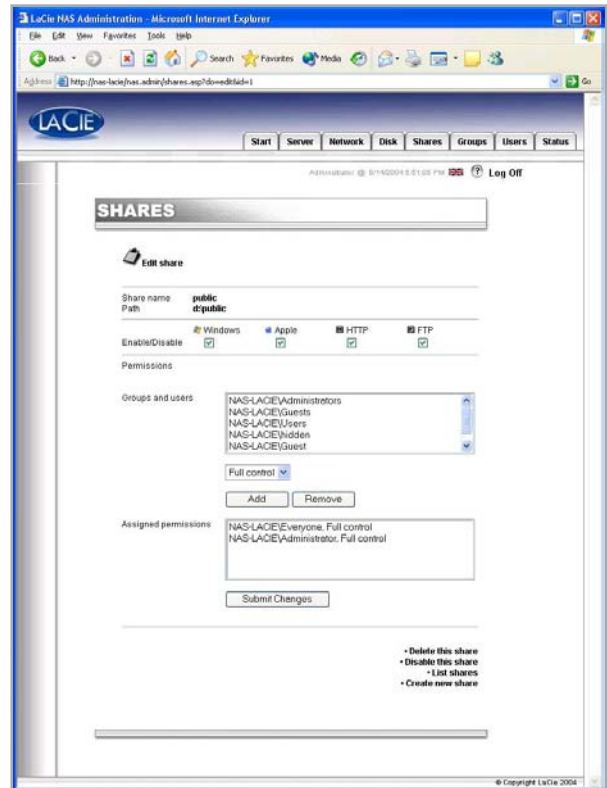 LaCie NAS Administration - Microsoft Internet Explorer
File Edit View Favorites Tools Help
Back Search Favorites Media
Address http://nas-lacie/nas.admin/shares.asp?do=edit&id=1 Go
LACIE
Start Server Network Disk Shares Groups Users Status
Administrator @ PM Log Off
SHARES
Edit share
Share name public
Path d:\public
Windows Apple HTTP FTP
Enable/Disable
Permissions
Groups and users
NAS-LACIE\Administrators
NAS-LACIE\Guests
NAS-LACIE\Users
NAS-LACIE\hidden
NAS-LACIE\Guest
Full control
Add Remove
Assigned permissions
NAS-LACIE\Everyone, Full control
NAS-LACIE\Administrator, Full control
Submit Changes
• Delete this share
• Disable this share
• List shares
• Create new share
© Copyright LaCie 2004